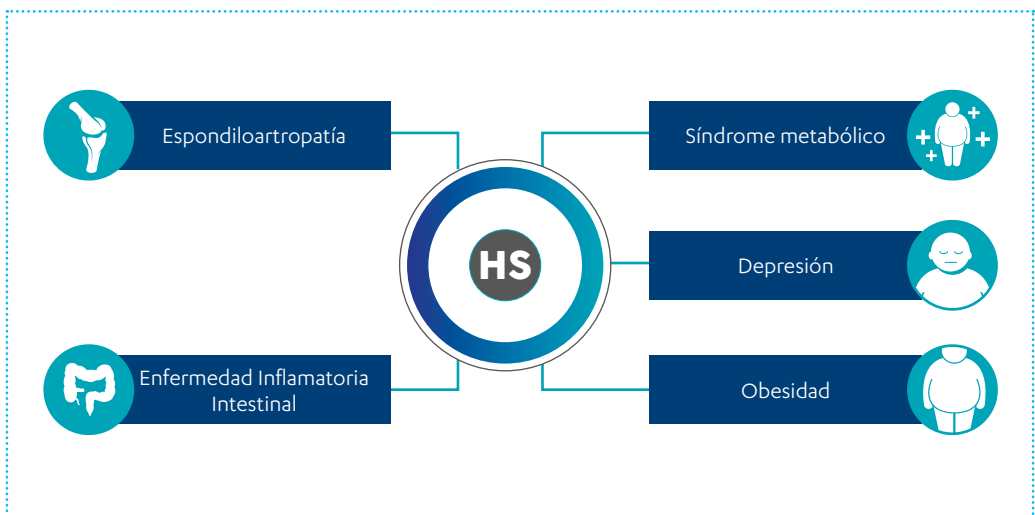 Espondiloartropatía
Síndrome metabólico
HS
Depresión
Enfermedad Inflamatoria
Intestinal
Obesidad